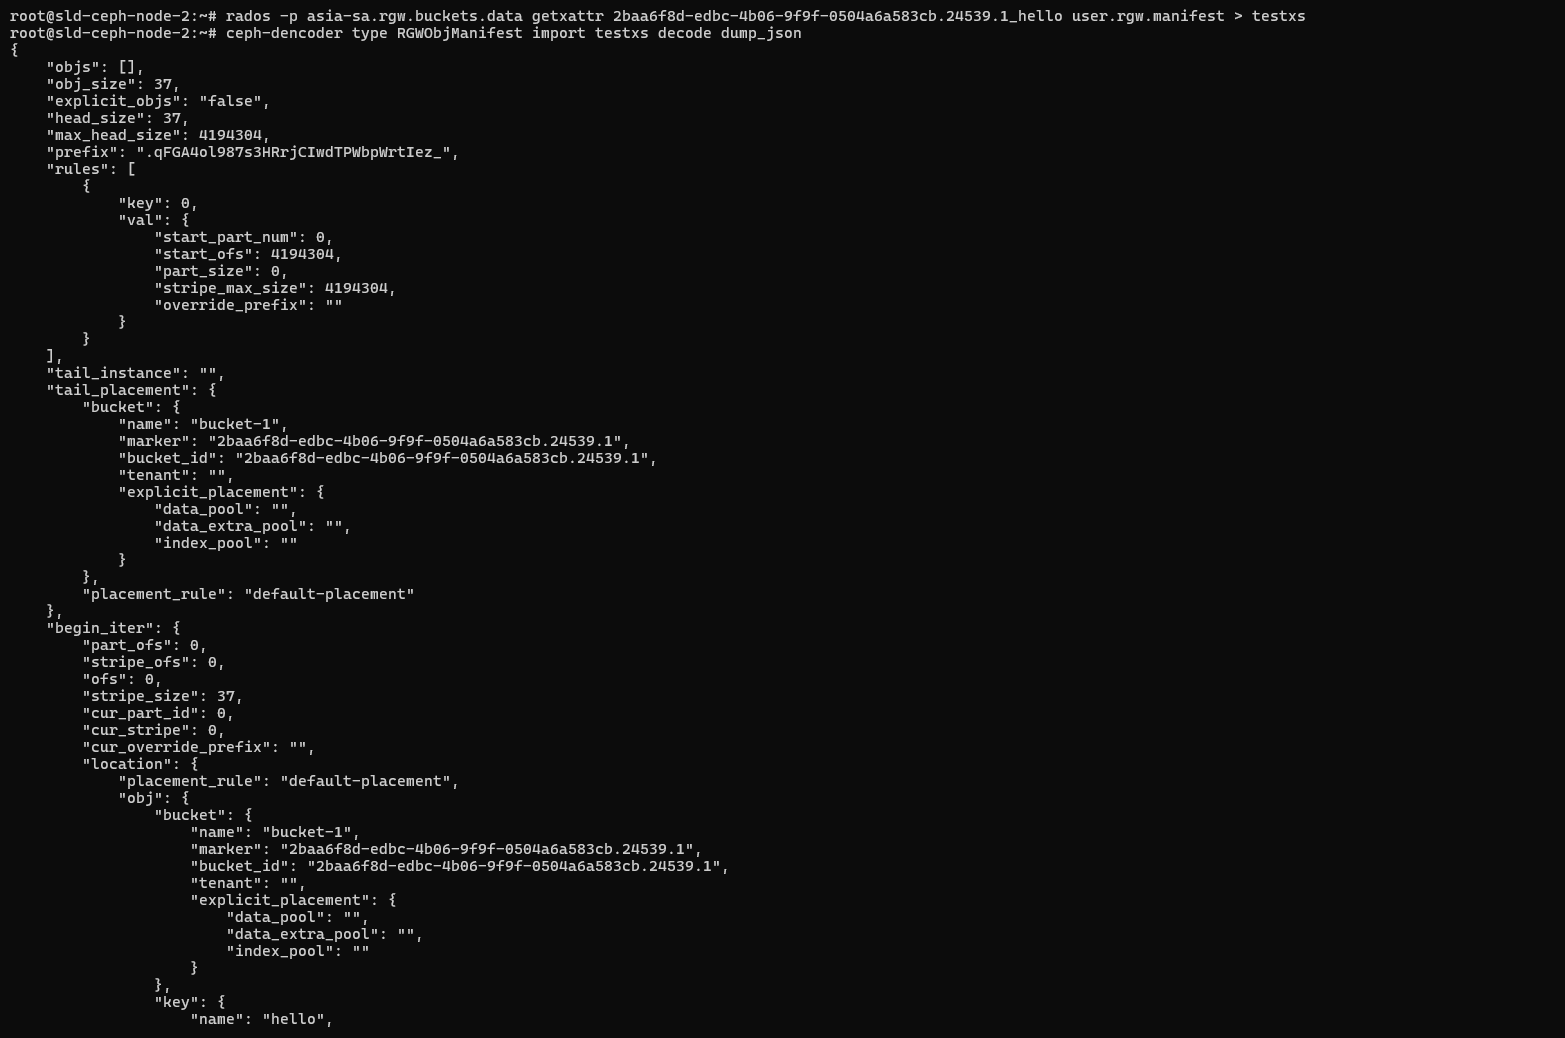 root@sld-ceph-node-2:~# rados -p asia-sa.rgw.buckets.data getxattr 2baa6f8d-edbc-4b06-9f9f-0504a6a583cb.24539.1_hello user.rgw.manifest > testxs
root@sld-ceph-node-2:~# ceph-dencoder type RGWObjManifest import testxs decode dump_json
{
    "objs": [],
    "obj_size": 37,
    "explicit_objs": "false",
    "head_size": 37,
    "max_head_size": 4194304,
    "prefix": ".qFGA4ol987s3HRrjCIwdTPWbpWrtIez_",
    "rules": [
        {
            "key": 0,
            "val": {
                "start_part_num": 0,
                "start_ofs": 4194304,
                "part_size": 0,
                "stripe_max_size": 4194304,
                "override_prefix": ""
            }
        }
    ],
    "tail_instance": "",
    "tail_placement": {
        "bucket": {
            "name": "bucket-1",
            "marker": "2baa6f8d-edbc-4b06-9f9f-0504a6a583cb.24539.1",
            "bucket_id": "2baa6f8d-edbc-4b06-9f9f-0504a6a583cb.24539.1",
            "tenant": "",
            "explicit_placement": {
                "data_pool": "",
                "data_extra_pool": "",
                "index_pool": ""
            }
        },
        "placement_rule": "default-placement"
    },
    "begin_iter": {
        "part_ofs": 0,
        "stripe_ofs": 0,
        "ofs": 0,
        "stripe_size": 37,
        "cur_part_id": 0,
        "cur_stripe": 0,
        "cur_override_prefix": "",
        "location": {
            "placement_rule": "default-placement",
            "obj": {
                "bucket": {
                    "name": "bucket-1",
                    "marker": "2baa6f8d-edbc-4b06-9f9f-0504a6a583cb.24539.1",
                    "bucket_id": "2baa6f8d-edbc-4b06-9f9f-0504a6a583cb.24539.1",
                    "tenant": "",
                    "explicit_placement": {
                        "data_pool": "",
                        "data_extra_pool": "",
                        "index_pool": ""
                    }
                },
                "key": {
                    "name": "hello",